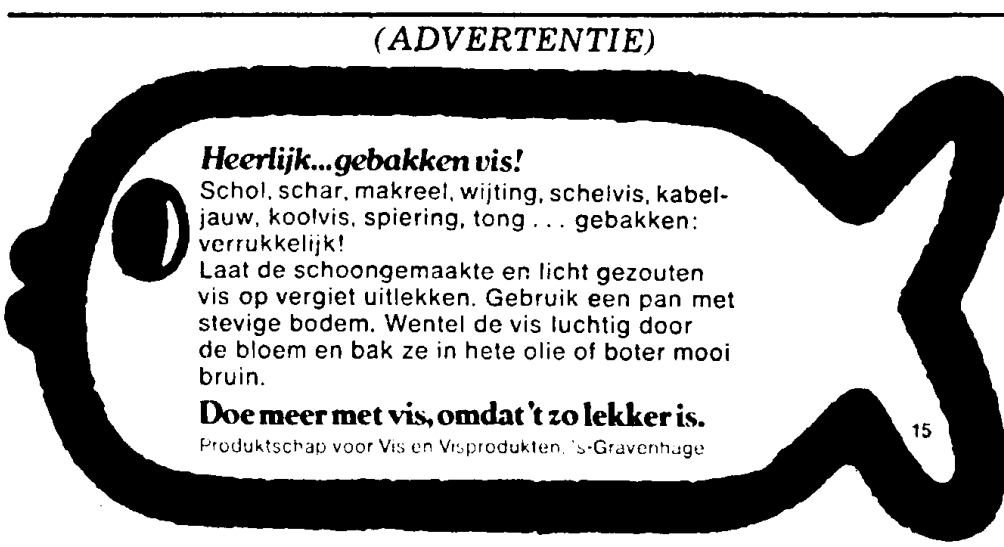 (ADVERTENTIE)
Heerlijk...gebakken vis!
Schol, schar, makreel, wijting, schelvis, kabel-
jauw, koolvis, spiering, tong ... gebakken:
verrukkelijk!
Laat de schoongemaakte en licht gezouten
vis op vergiet uitlekken. Gebruik een pan met
stevige bodem. Wentel de vis luchtig door
de bloem en bak ze in hete olie of boter mooi
bruin.
Doe meer met vis, omdat 't zo lekker is.
Produktschap voor Vis en Visprodukten, 's-Gravenhage
15